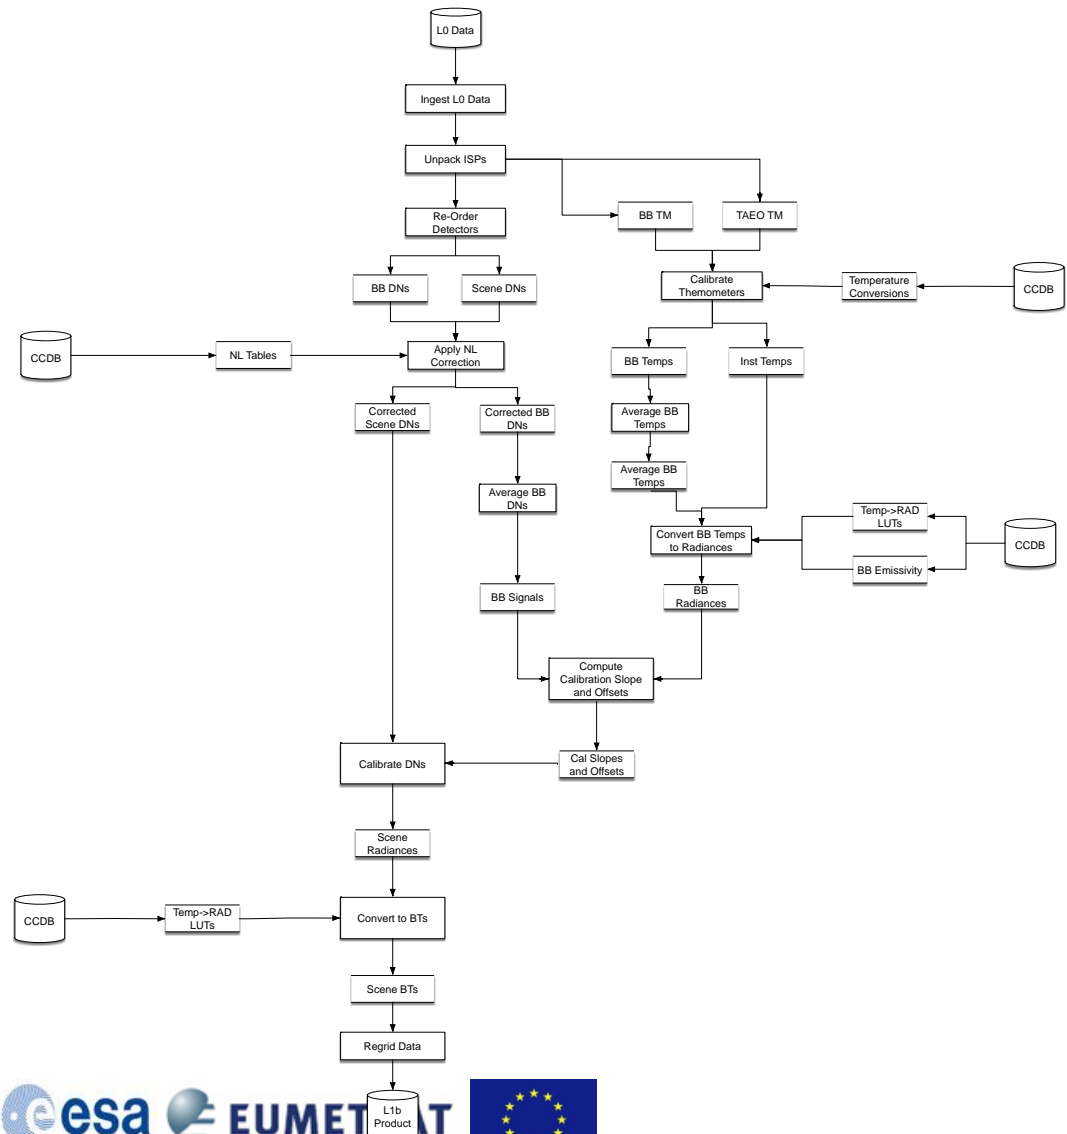 L0 Data
Ingest L0 Data
Unpack ISPs
Re-Order
Detectors
BB TM
TAEO TM
BB DNs
Scene DNs
Calibrate
Themometers
Temperature
Conversions
CCDB
CCDB
NL Tables
Apply NL
Correction
BB Temps
Inst Temps
Corrected
Scene DNs
Corrected BB
DNs
Average BB
Temps
Average BB
Temps
Average BB
DNs
Temp->RAD
LUTs
Convert BB Temps
to Radiances
CCDB
BB Emissivity
BB Signals
BB
Radiances
Compute
Calibration Slope
and Offsets
Calibrate DNs
Cal Slopes
and Offsets
Scene
Radiances
CCDB
Temp->RAD
LUTs
Convert to BTs
Scene BTs
Regrid Data
L1b
Product
esa